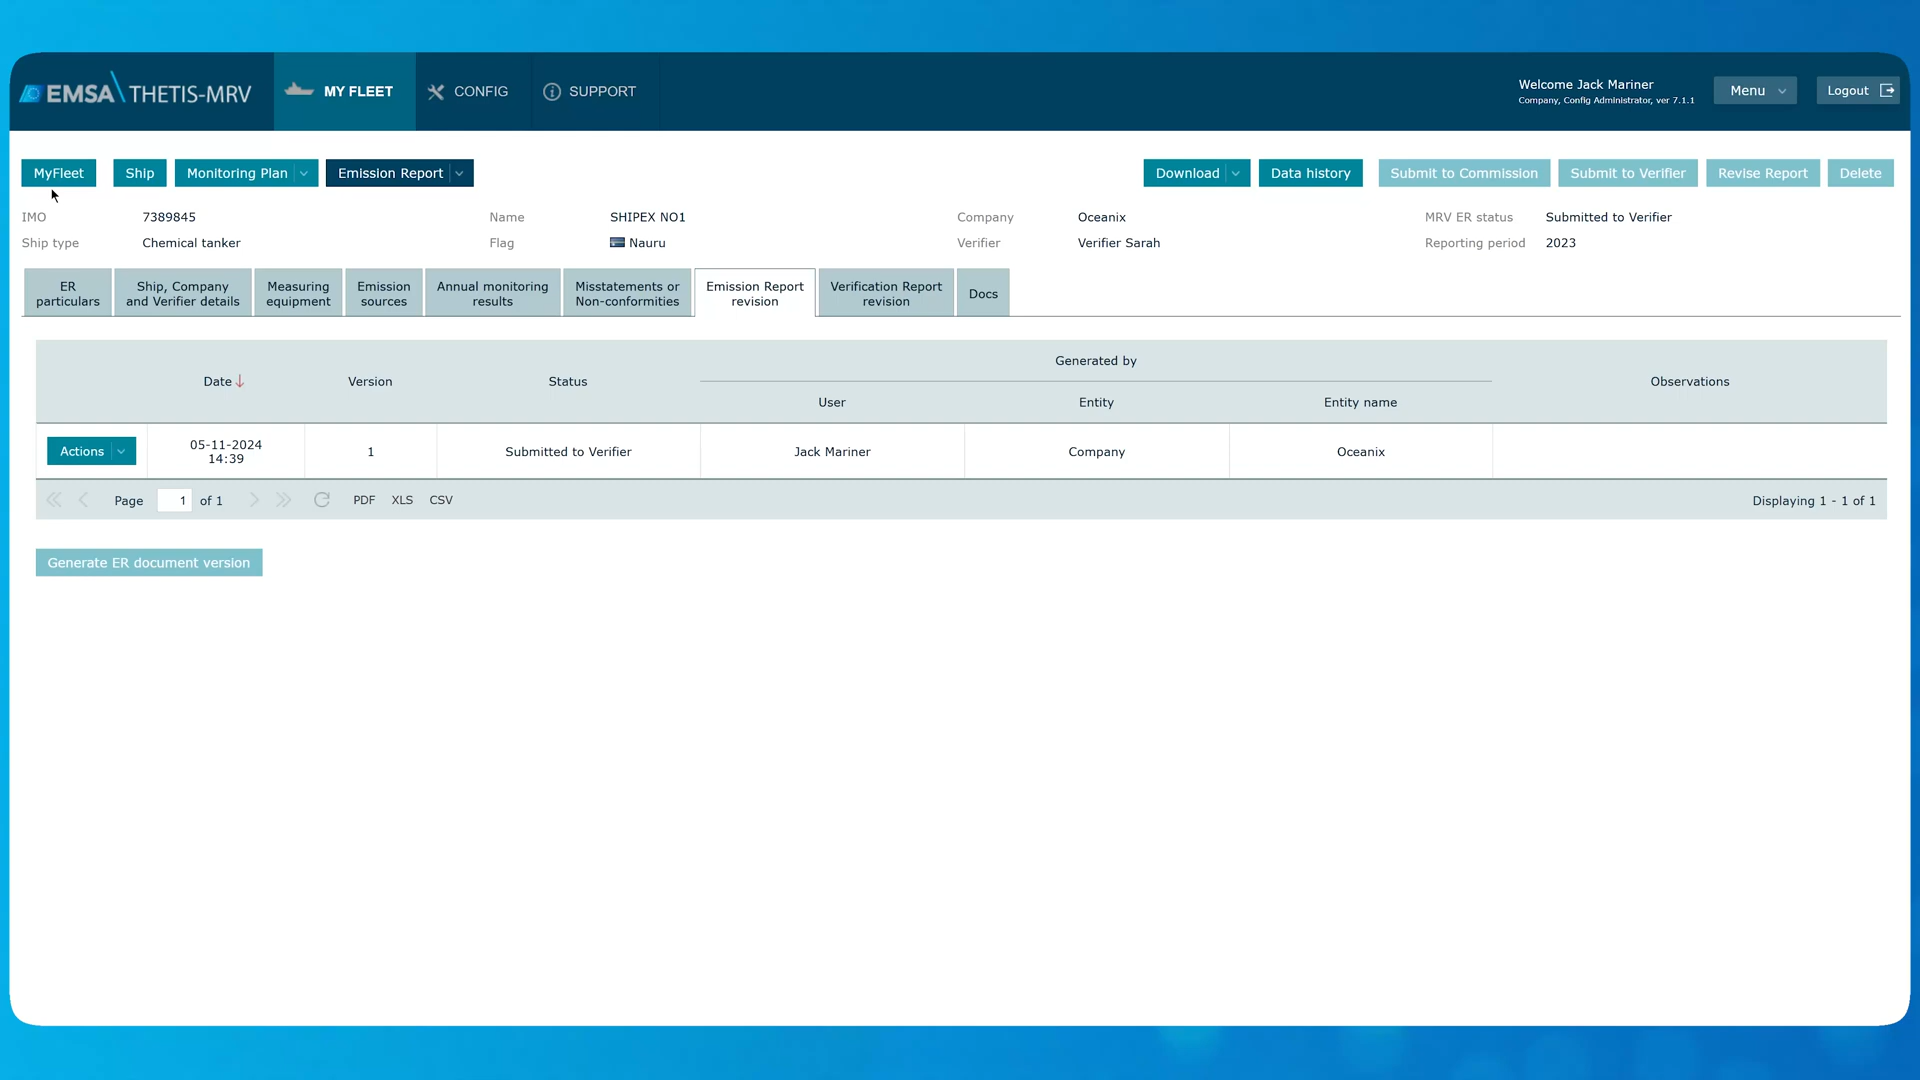 EMSA THETIS-MRV
MY FLEET
CONFIG
SUPPORT
Welcome Jack Mariner
Company, Config Administrator, ver 7.1.1
Menu
Logout
MyFleet
Ship
Monitoring Plan
Emission Report
Download
Data history
Submit to Commission
Submit to Verifier
Revise Report
Delete
IMO 7389845 Name SHIPEX NO1 Company Oceanix MRV ER status Submitted to Verifier
Ship type Chemical tanker Flag Nauru Verifier Verifier Sarah Reporting period 2023
ER
particulars
Ship, Company
and Verifier details
Measuring
equipment
Emission
sources
Annual monitoring
results
Misstatements or
Non-conformities
Emission Report
revision
Verification Report
revision
Docs
Generated by
Date Version Status Observations
User Entity Entity name
Actions
05-11-2024
14:39
1 Submitted to Verifier Jack Mariner Company Oceanix
Page 1 of 1 PDF XLS CSV Displaying 1 - 1 of 1
Generate ER document version